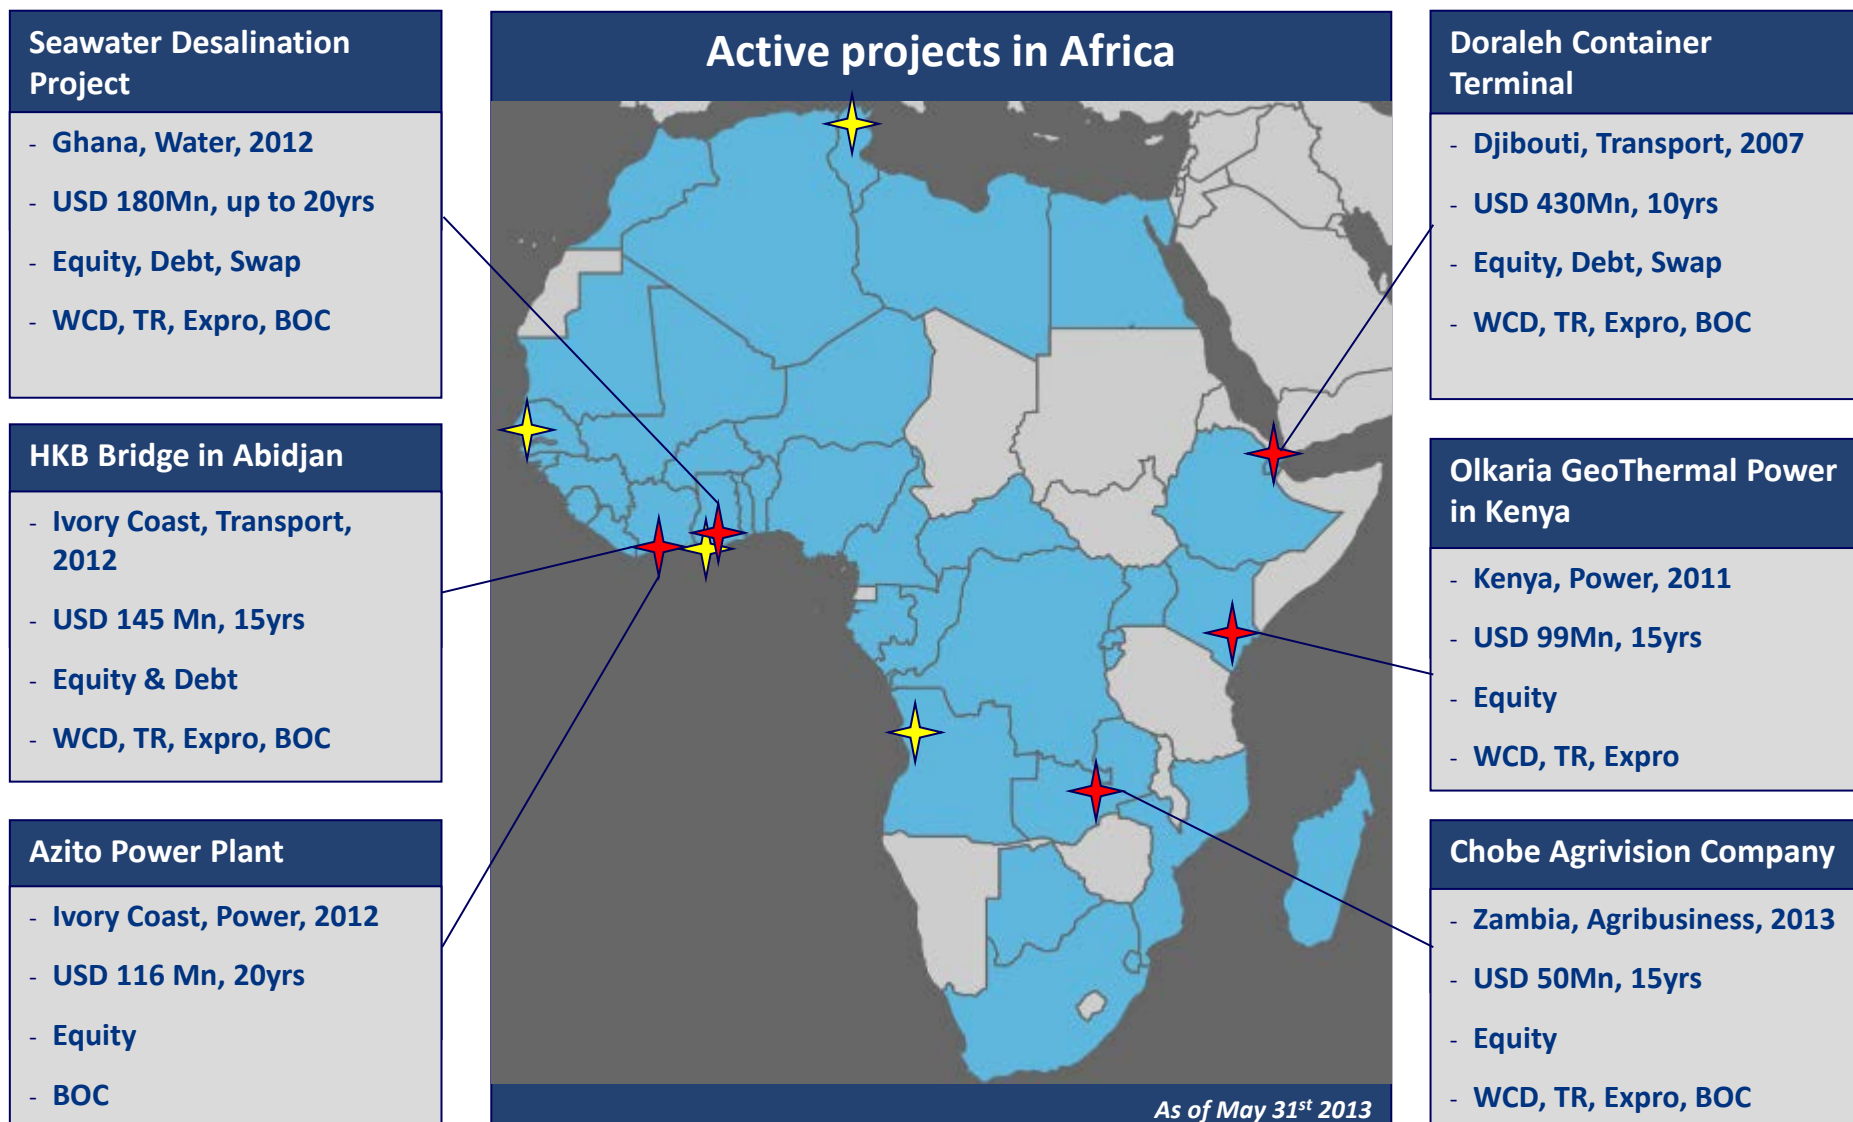 Seawater Desalination
Project
- Ghana, Water, 2012
- USD 180Mn, up to 20yrs
- Equity, Debt, Swap
- WCD, TR, Expro, BOC
HKB Bridge in Abidjan
- Ivory Coast, Transport,
2012
- USD 145 Mn, 15yrs
- Equity & Debt
- WCD, TR, Expro, BOC
Azito Power Plant
- Ivory Coast, Power, 2012
- USD 116 Mn, 20yrs
- Equity
- BOC
Active projects in Africa
As of May 31st 2013
Doraleh Container
Terminal
- Djibouti, Transport, 2007
- USD 430Mn, 10yrs
- Equity, Debt, Swap
- WCD, TR, Expro, BOC
Olkaria GeoThermal Power
in Kenya
- Kenya, Power, 2011
- USD 99Mn, 15yrs
- Equity
- WCD, TR, Expro
Chobe Agrivision Company
- Zambia, Agribusiness, 2013
- USD 50Mn, 15yrs
- Equity
- WCD, TR, Expro, BOC